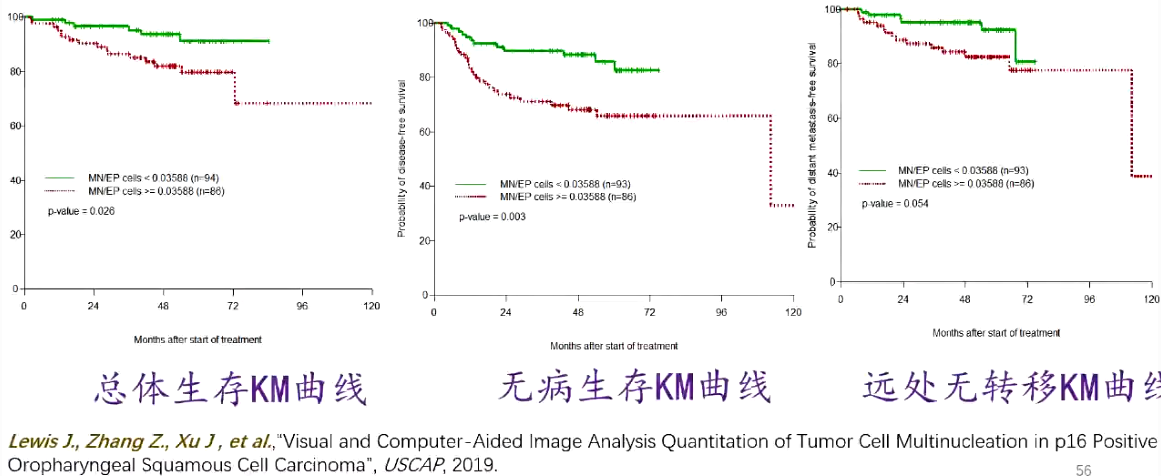 100
80
60
40
20
0
MN/EP cells < 0.03588 (n=94)
MN/EP cells >= 0.03588 (n=86)
p-value = 0.026
0 24 48 72 96 120
Months after start of treatment
总体生存KM曲线
Probability of disease-free survival
100
80
60
40
20
0
MN/EP cells < 0.03588 (n=93)
MN/EP cells >= 0.03588 (n=86)
p-value = 0.003
0 24 48 72 96 120
Months after start of treatment
无病生存KM曲线
Probability of distant metastasis-free survival
100
80
60
40
20
0
MN/EP cells < 0.03588 (n=93)
MN/EP cells >= 0.03588 (n=86)
p-value = 0.054
0 24 48 72 96 120
Months after start of treatment
远处无转移KM曲线
Lewis J., Zhang Z., Xu J , et al.,"Visual and Computer-Aided Image Analysis Quantitation of Tumor Cell Multinucleation in p16 Positive
Oropharyngeal Squamous Cell Carcinoma", USCAP, 2019.
56